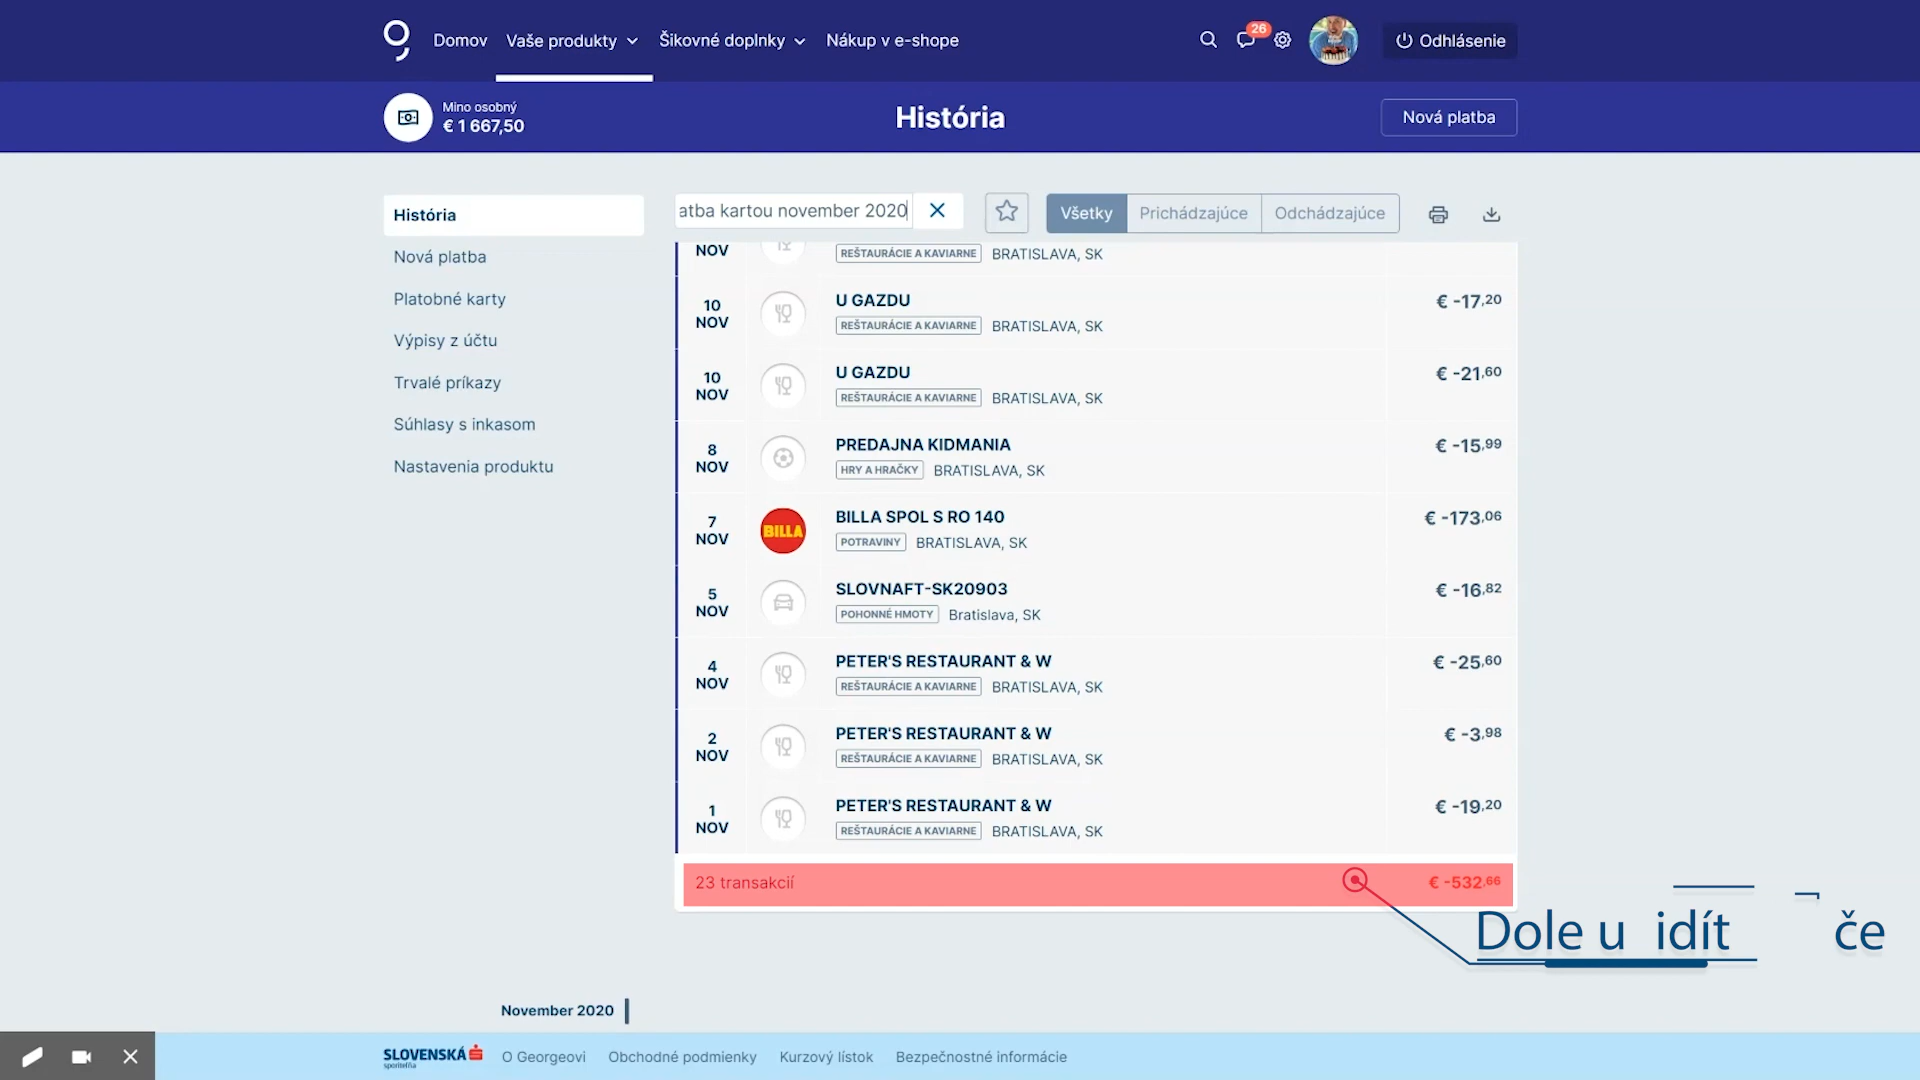 Domov
Vaše produkty
Šikovné doplnky
Nákup v e-shope
26
Odhlásenie
Mino osobný
€ 1 667,50
História
Nová platba
História
Nová platba
Platobné karty
Výpisy z účtu
Trvalé príkazy
Súhlasy s inkasom
Nastavenia produktu
atba kartou november 2020
Všetky
Prichádzajúce
Odchádzajúce
NOV
REŠTAURÁCIE A KAVIARNE BRATISLAVA, SK
10 NOV
U GAZDU
€ -17,20
REŠTAURÁCIE A KAVIARNE BRATISLAVA, SK
10 NOV
U GAZDU
€ -21,60
REŠTAURÁCIE A KAVIARNE BRATISLAVA, SK
8 NOV
PREDAJNA KIDMANIA
€ -15,99
HRY A HRAČKY BRATISLAVA, SK
7 NOV
BILLA
BILLA SPOL S RO 140
€ -173,06
POTRAVINY BRATISLAVA, SK
5 NOV
SLOVNAFT-SK20903
€ -16,82
POHONNÉ HMOTY Bratislava, SK
4 NOV
PETER'S RESTAURANT & W
€ -25,60
REŠTAURÁCIE A KAVIARNE BRATISLAVA, SK
2 NOV
PETER'S RESTAURANT & W
€ -3,98
REŠTAURÁCIE A KAVIARNE BRATISLAVA, SK
1 NOV
PETER'S RESTAURANT & W
€ -19,20
REŠTAURÁCIE A KAVIARNE BRATISLAVA, SK
23 transakcií
€ -532,66
Dole u idít če
November 2020
SLOVENSKÁ
sporiteľňa
O Georgeovi
Obchodné podmienky
Kurzový lístok
Bezpečnostné informácie